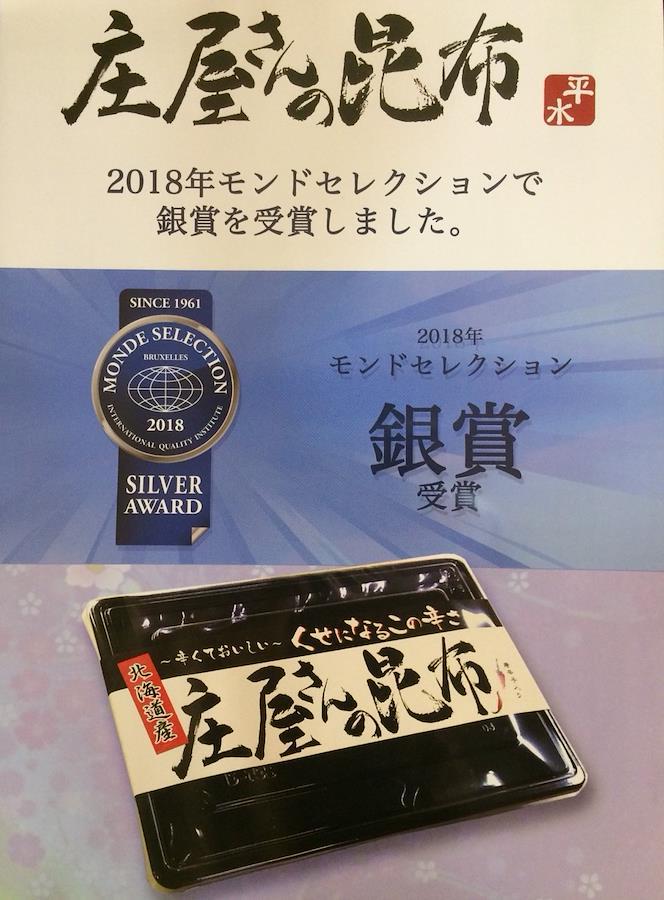 庄屋さんの昆布
平水
2018年モンドセレクションで
銀賞を受賞しました。
SINCE 1961
MONDE SELECTION
BRUXELLES
2018
INTERNATIONAL QUALITY INSTITUTE
SILVER
AWARD
2018年
モンドセレクション
銀賞
受賞
～辛くておいしい～ くせになるこの辛さ
北海道産
庄屋さんの昆布